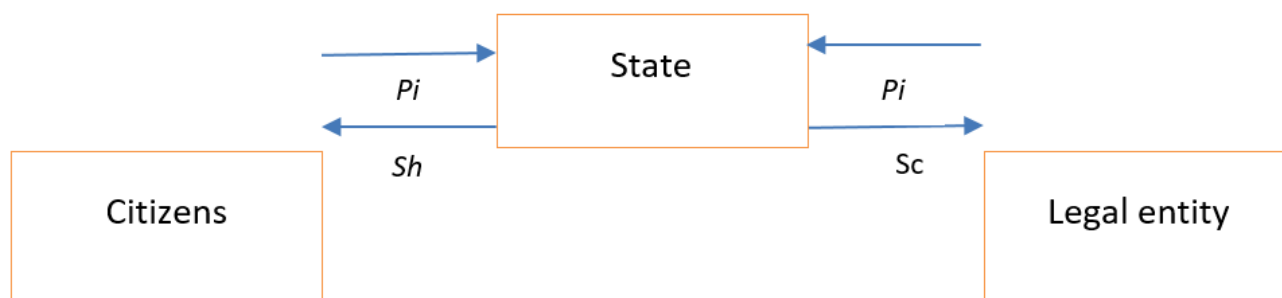 State
Pi
Pi
Sh
Sc
Citizens
Legal entity